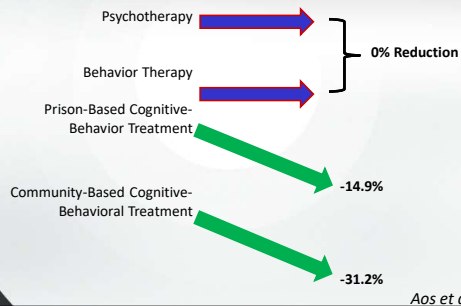 Psychotherapy
0% Reduction
Behavior Therapy
Prison-Based Cognitive-
Behavior Treatment
-14.9%
Community-Based Cognitive-
Behavioral Treatment
-31.2%
Aos et